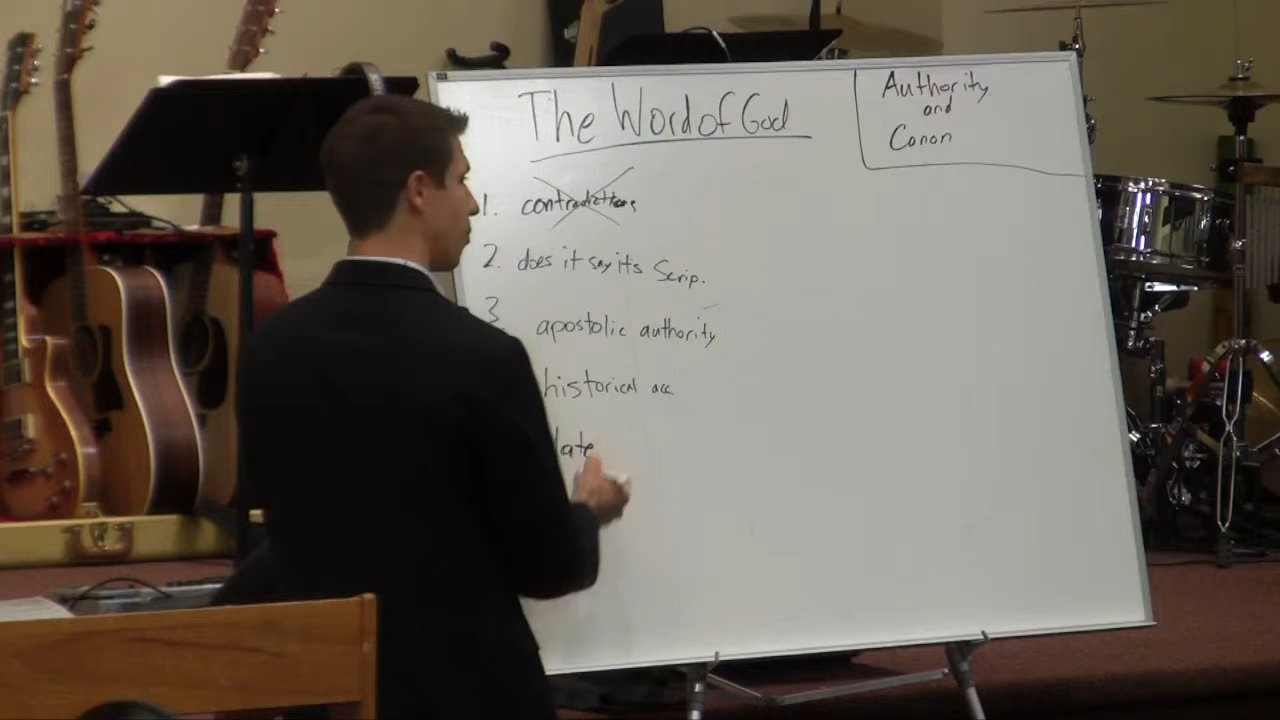 The Word of God
Authority
and
Canon
1. contradictions
2. does it say its Scrip.
3 apostolic authority
historical acc
late